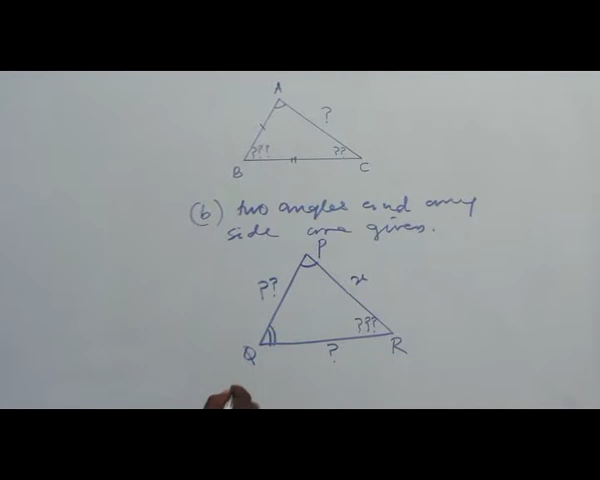 A
?
??? ??
B C
(b) two angles and any
side are given.
P
?? x
???
Q ? R